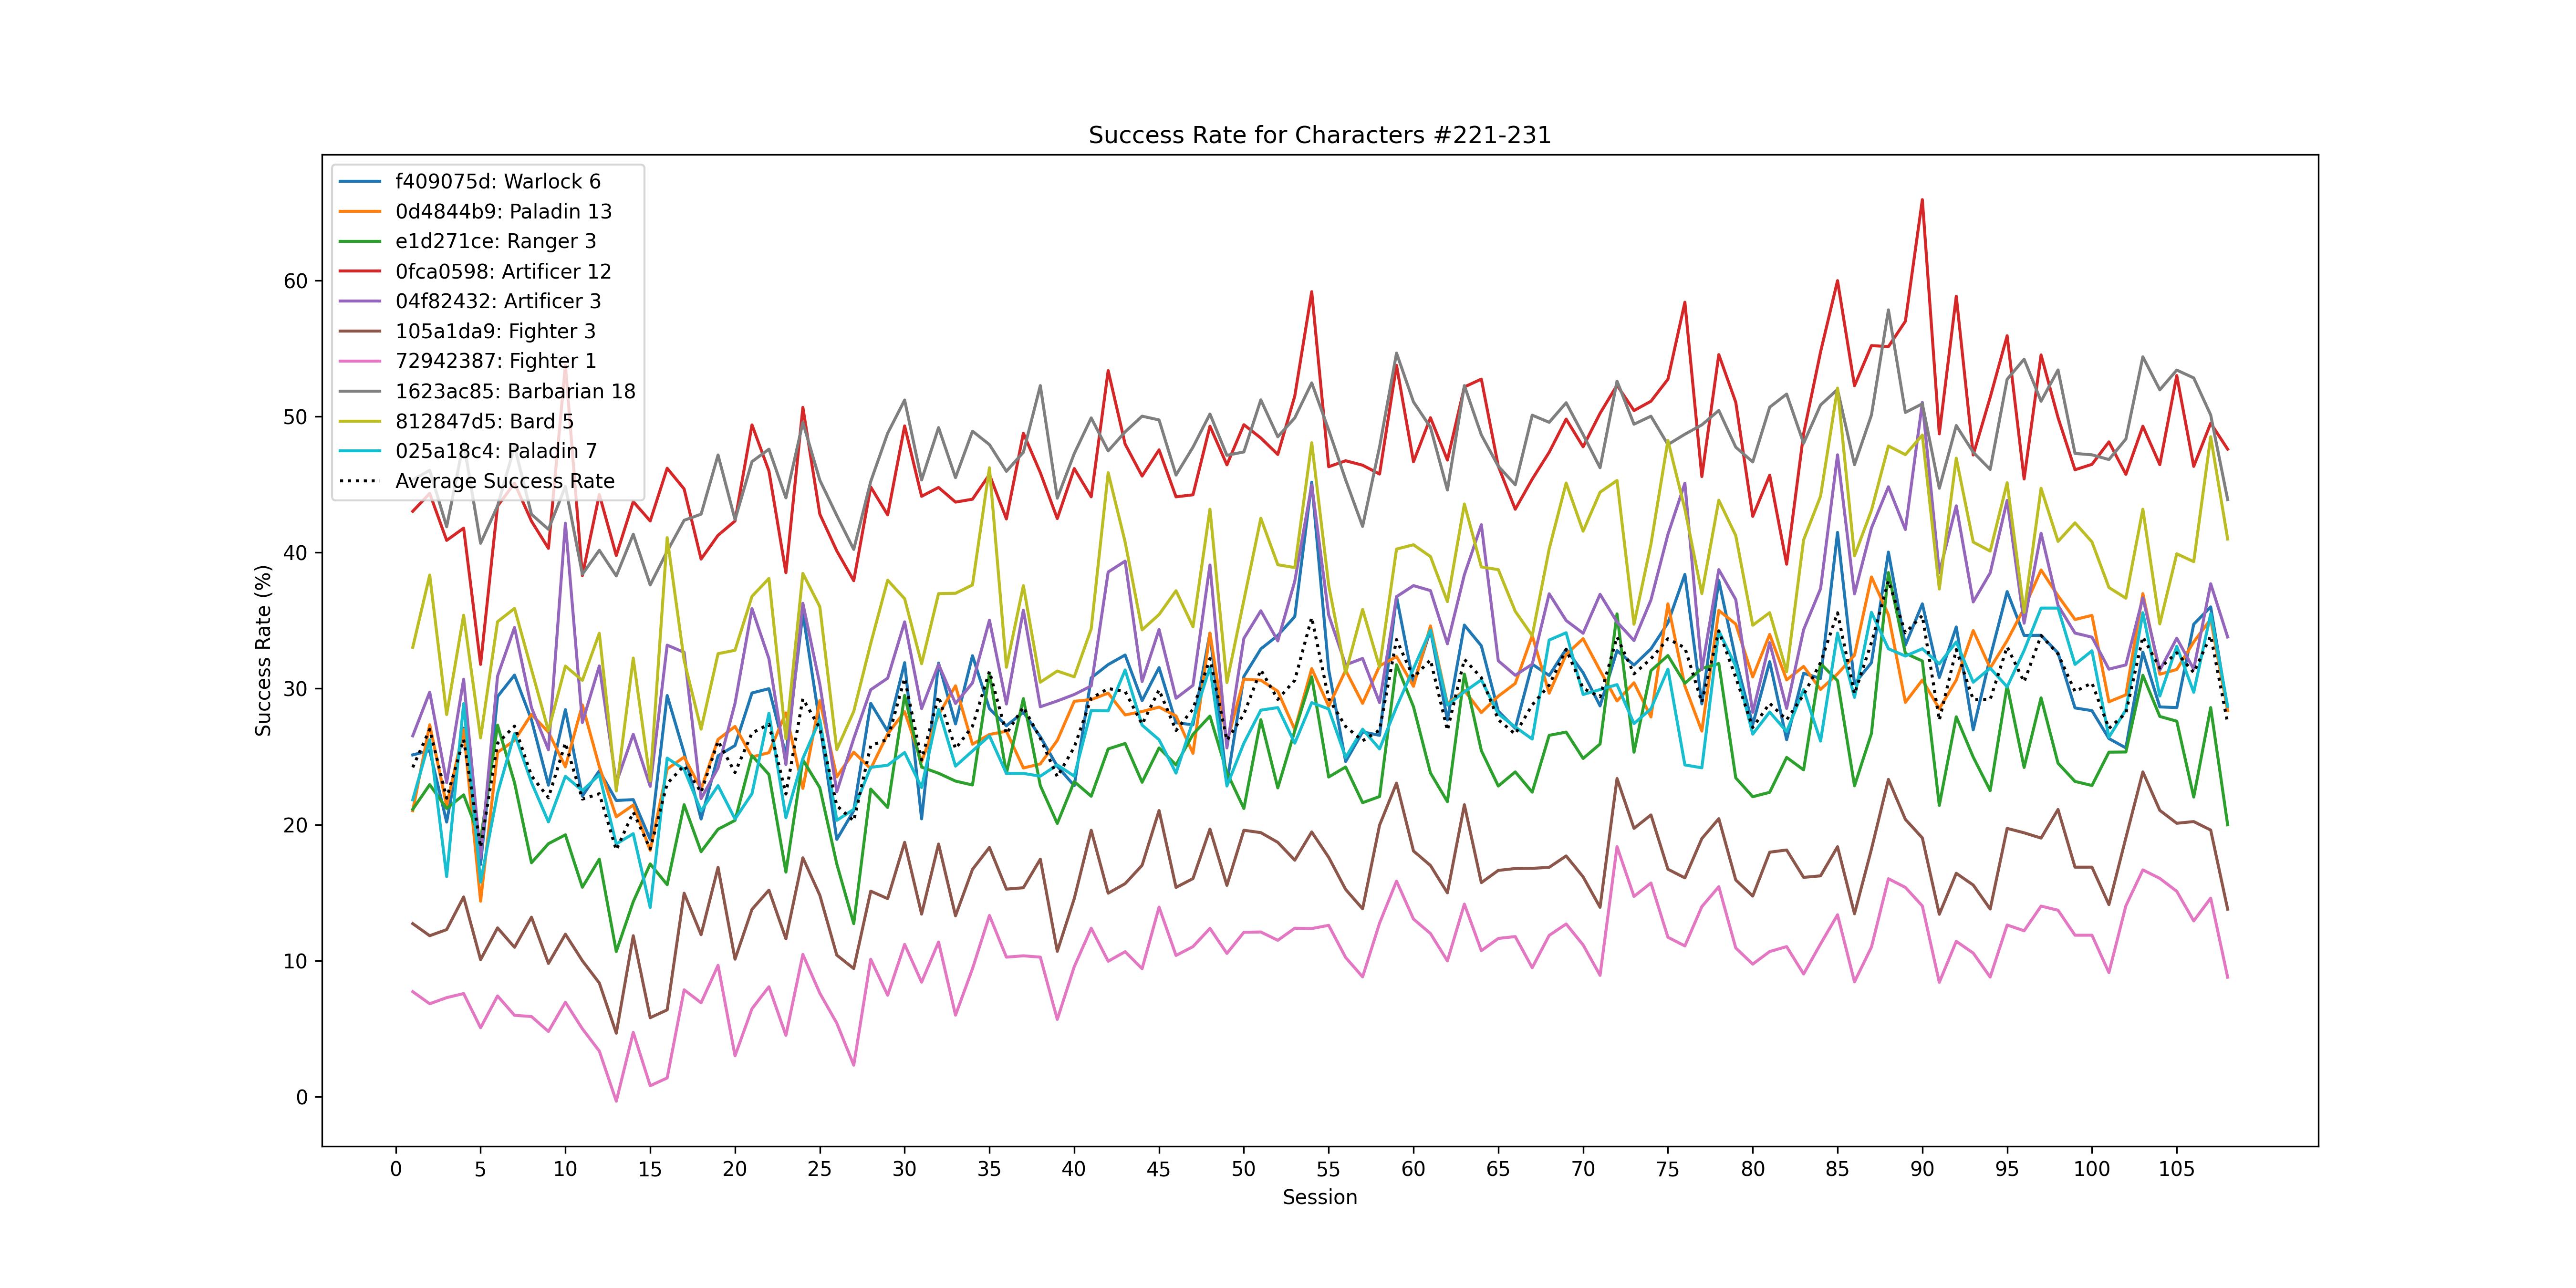 Success Rate for Characters #221-231
f409075d: Warlock 6
0d4844b9: Paladin 13
e1d271ce: Ranger 3
0fca0598: Artificer 12
04f82432: Artificer 3
105a1da9: Fighter 3
72942387: Fighter 1
1623ac85: Barbarian 18
812847d5: Bard 5
025a18c4: Paladin 7
Average Success Rate
Success Rate (%)
60
50
40
30
20
10
0
0 5 10 15 20 25 30 35 40 45 50 55 60 65 70 75 80 85 90 95 100 105
Session